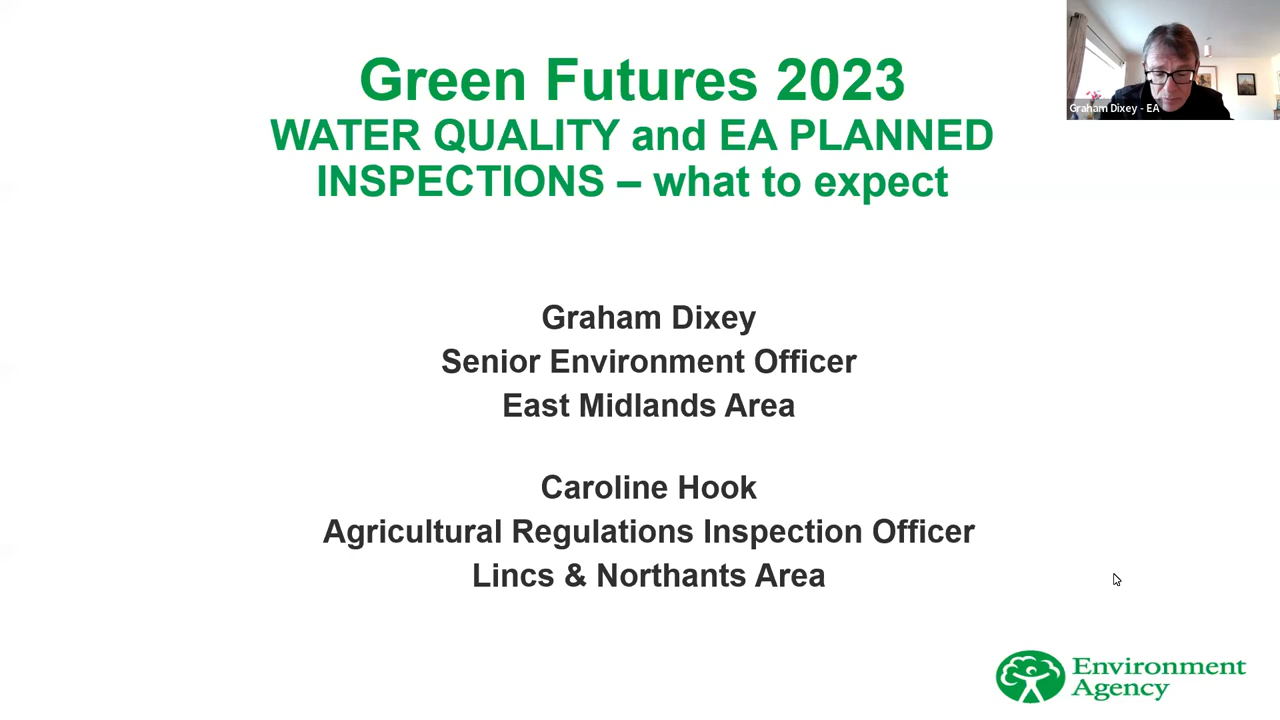 Green Futures 2023
WATER QUALITY and EA PLANNED
INSPECTIONS – what to expect
Graham Dixey - EA
Graham Dixey
Senior Environment Officer
East Midlands Area
Caroline Hook
Agricultural Regulations Inspection Officer
Lincs & Northants Area
Environment
Agency